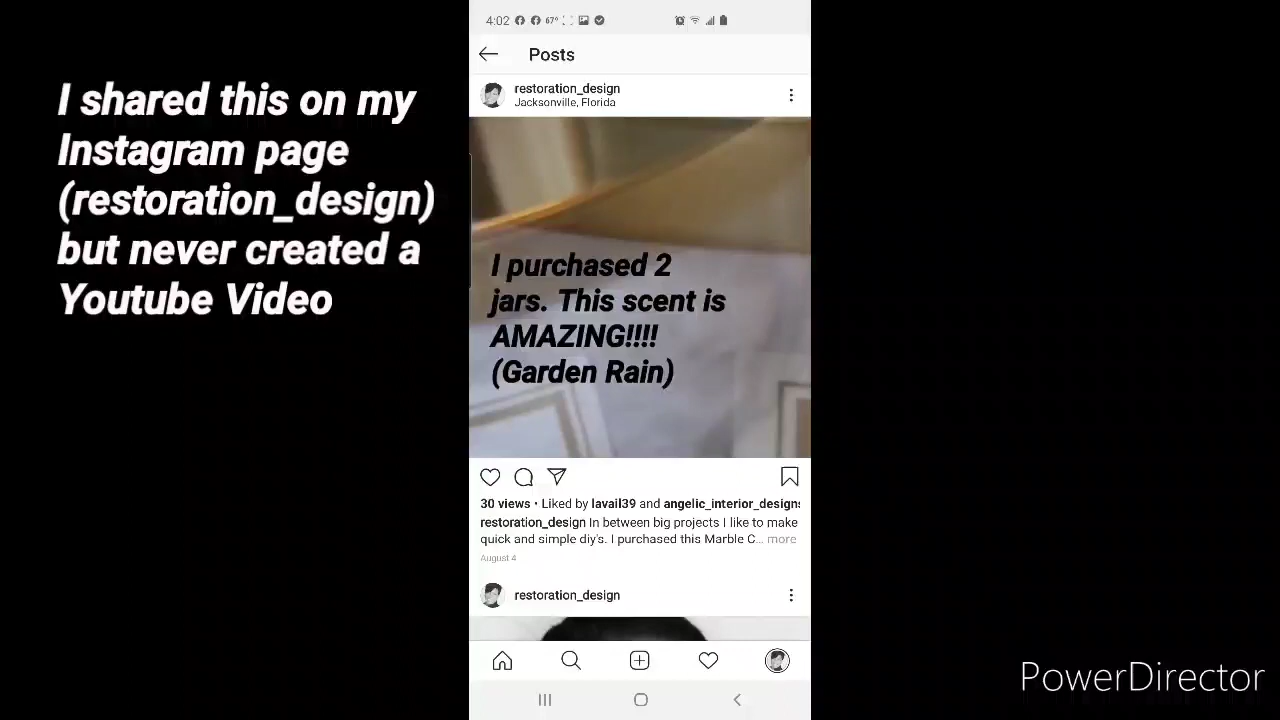 I shared this on my
Instagram page
(restoration_design)
but never created a
Youtube Video
4:02
67°
Posts
restoration_design
Jacksonville, Florida
I purchased 2
jars. This scent is
AMAZING!!!!
(Garden Rain)
30 views • Liked by lavail39 and angelic_interior_designs
restoration_design In between big projects I like to make
quick and simple diy's. I purchased this Marble C... more
August 4
restoration_design
PowerDirector